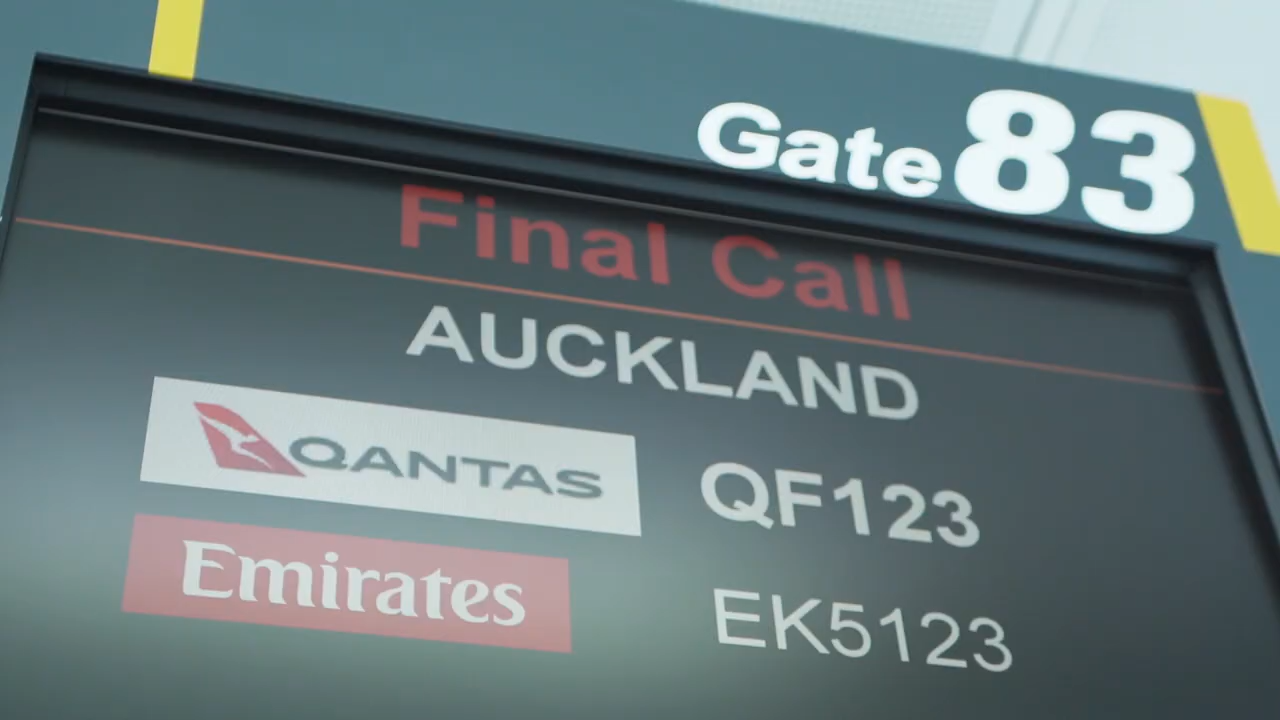 Gate 83
Final Call
AUCKLAND
QANTAS QF123
Emirates EK5123